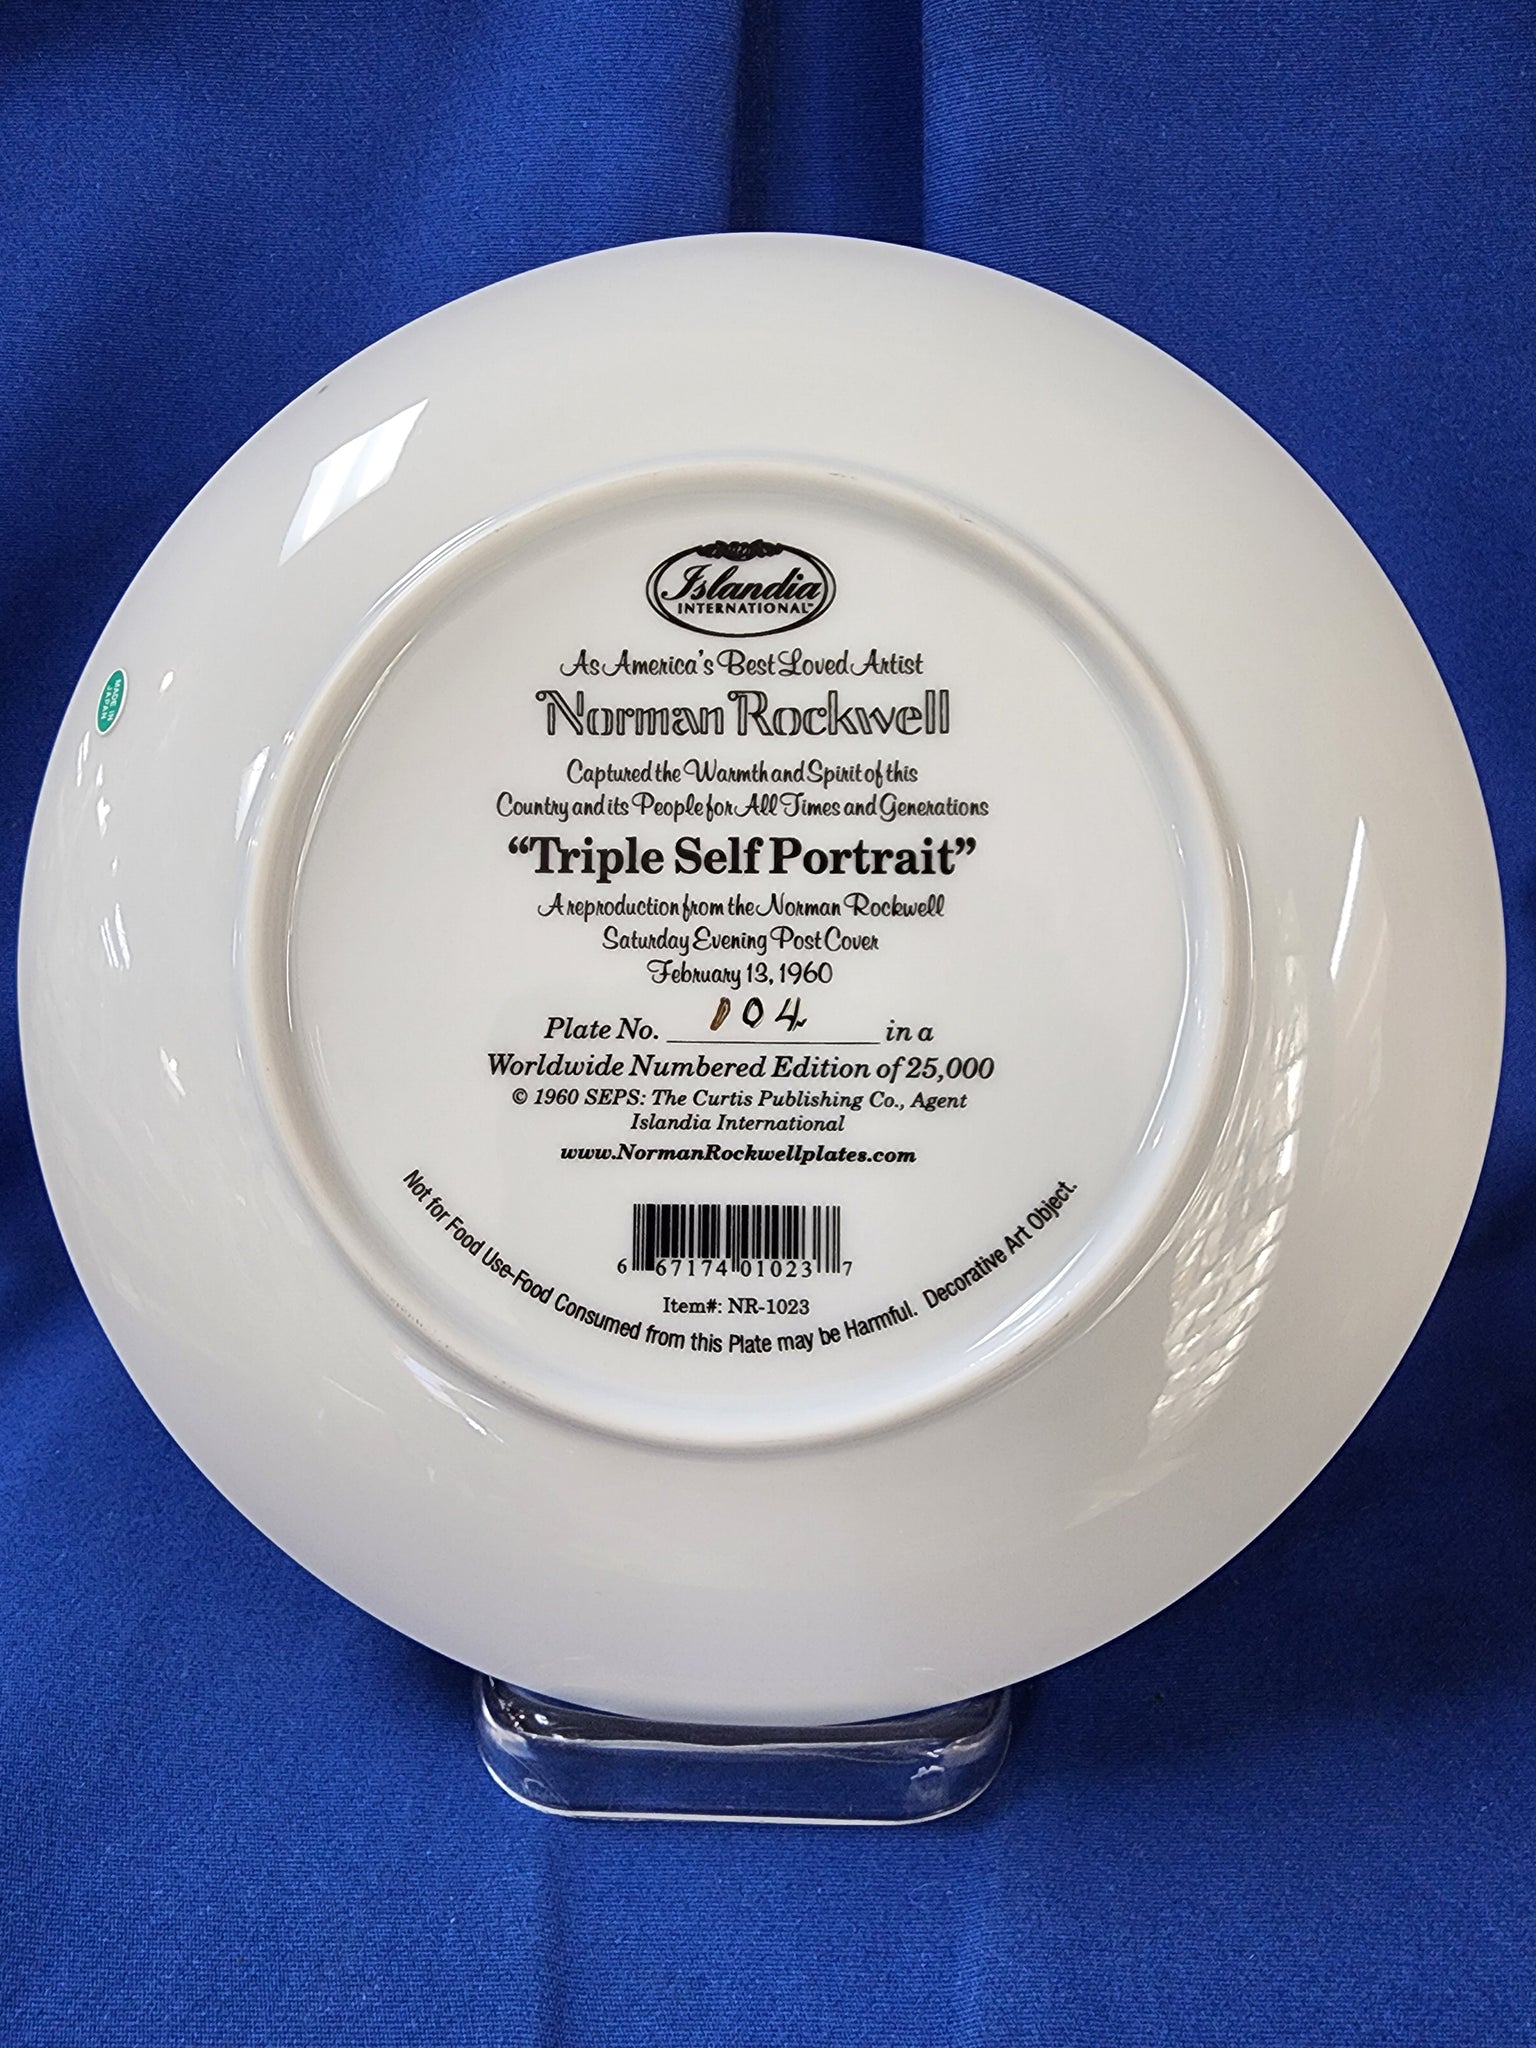 Islandia
INTERNATIONAL™
As America's Best Loved Artist
Norman Rockwell
Captured the Warmth and Spirit of this
Country and its People for All Times and Generations
"Triple Self Portrait"
A reproduction from the Norman Rockwell
Saturday Evening Post Cover
February 13, 1960
Plate No. 104 in a
Worldwide Numbered Edition of 25,000
© 1960 SEPS: The Curtis Publishing Co., Agent
Islandia International
www.NormanRockwellplates.com
6 67174 01023 7
Item#: NR-1023
Not for Food Use-Food Consumed from this Plate may be Harmful. Decorative Art Object.
MADE IN
JAPAN